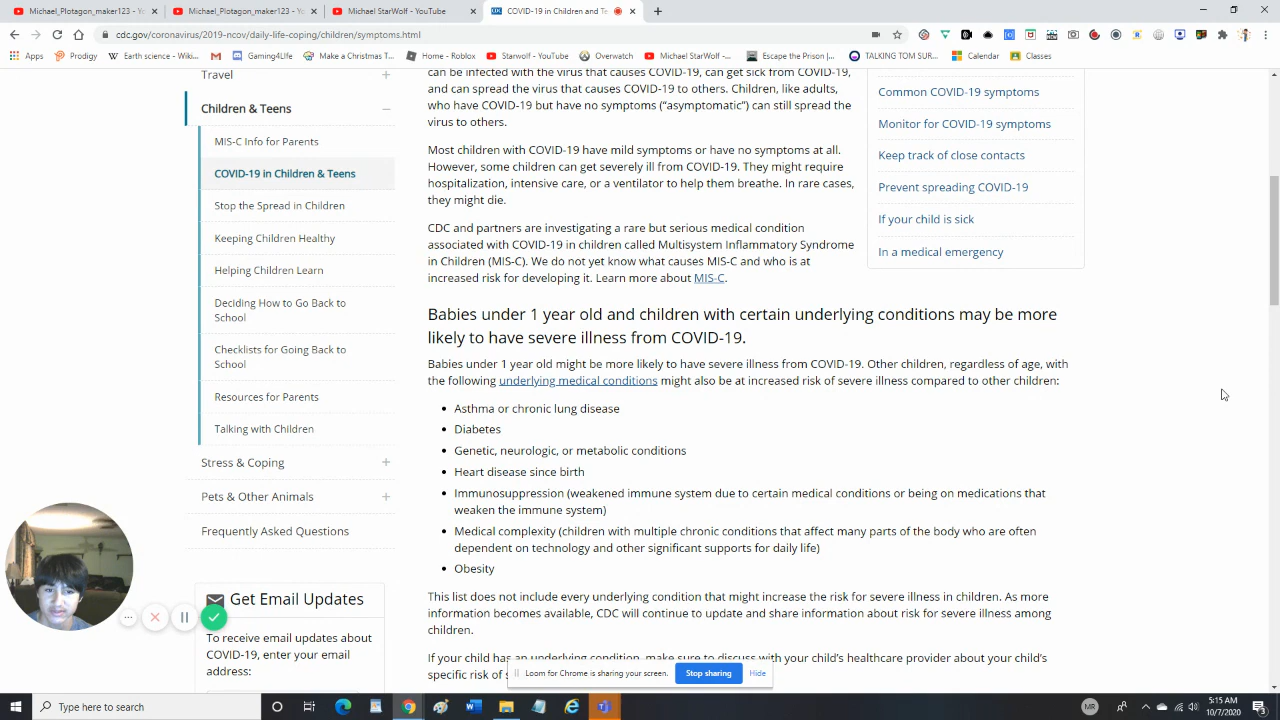 Michael_Plotagon_maker123 - Yo
Michael_Plotagon_maker123 - Yo
Michael StarWolf - YouTube
COVID-19 in Children and Te
cdc.gov/coronavirus/2019-ncov/daily-life-coping/children/symptoms.html
Apps
Prodigy
Earth science - Wiki...
Gaming4Life
Make a Christmas T...
Home - Roblox
Starwolf - YouTube
Overwatch
Michael StarWolf -...
Escape the Prison |...
TALKING TOM SUR...
Calendar
Classes
Travel
Children & Teens
MIS-C Info for Parents
COVID-19 in Children & Teens
Stop the Spread in Children
Keeping Children Healthy
Helping Children Learn
Deciding How to Go Back to
School
Checklists for Going Back to
School
Resources for Parents
Talking with Children
Stress & Coping
Pets & Other Animals
Frequently Asked Questions
Get Email Updates
To receive email updates about
COVID-19, enter your email
address:
can be infected with the virus that causes COVID-19, can get sick from COVID-19,
and can spread the virus that causes COVID-19 to others. Children, like adults,
who have COVID-19 but have no symptoms (“asymptomatic”) can still spread the
virus to others.
Most children with COVID-19 have mild symptoms or have no symptoms at all.
However, some children can get severely ill from COVID-19. They might require
hospitalization, intensive care, or a ventilator to help them breathe. In rare cases,
they might die.
CDC and partners are investigating a rare but serious medical condition
associated with COVID-19 in children called Multisystem Inflammatory Syndrome
in Children (MIS-C). We do not yet know what causes MIS-C and who is at
increased risk for developing it. Learn more about MIS-C.
Common COVID-19 symptoms
Monitor for COVID-19 symptoms
Keep track of close contacts
Prevent spreading COVID-19
If your child is sick
In a medical emergency
Babies under 1 year old and children with certain underlying conditions may be more
likely to have severe illness from COVID-19.
Babies under 1 year old might be more likely to have severe illness from COVID-19. Other children, regardless of age, with
the following underlying medical conditions might also be at increased risk of severe illness compared to other children:
• Asthma or chronic lung disease
• Diabetes
• Genetic, neurologic, or metabolic conditions
• Heart disease since birth
• Immunosuppression (weakened immune system due to certain medical conditions or being on medications that
weaken the immune system)
• Medical complexity (children with multiple chronic conditions that affect many parts of the body who are often
dependent on technology and other significant supports for daily life)
• Obesity
This list does not include every underlying condition that might increase the risk for severe illness in children. As more
information becomes available, CDC will continue to update and share information about risk for severe illness among
children.
If your child has an underlying condition, make sure to discuss with your child’s healthcare provider about your child’s
specific risk of s
Loom for Chrome is sharing your screen.
Stop sharing
Hide
Type here to search
MR
5:15 AM
10/7/2020